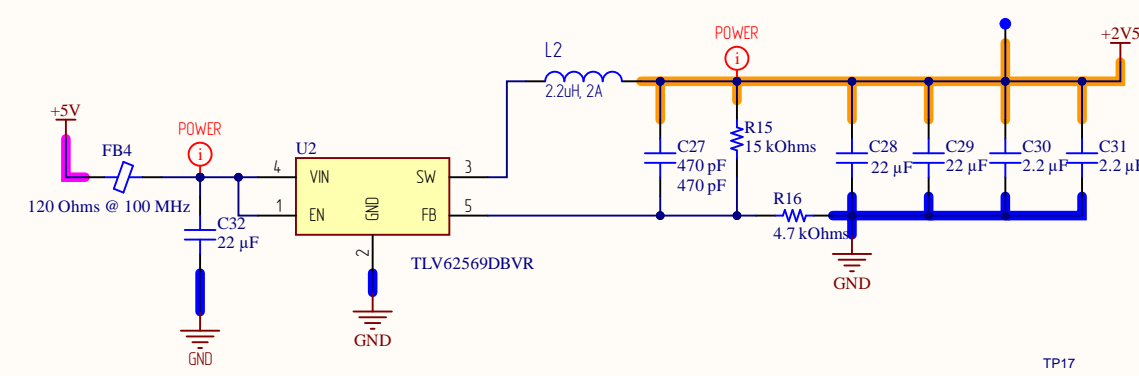 +5V
FB4
120 Ohms @ 100 MHz
POWER
i
C32
22 µF
GND
U2
4
VIN
SW
3
1
EN
GND
FB
5
2
TLV62569DBVR
GND
L2
2.2uH, 2A
POWER
i
C27
470 pF
470 pF
R15
15 kOhms
R16
4.7 kOhms
C28
22 µF
C29
22 µF
C30
2.2 µF
C31
2.2 µF
+2V5
GND
TP17